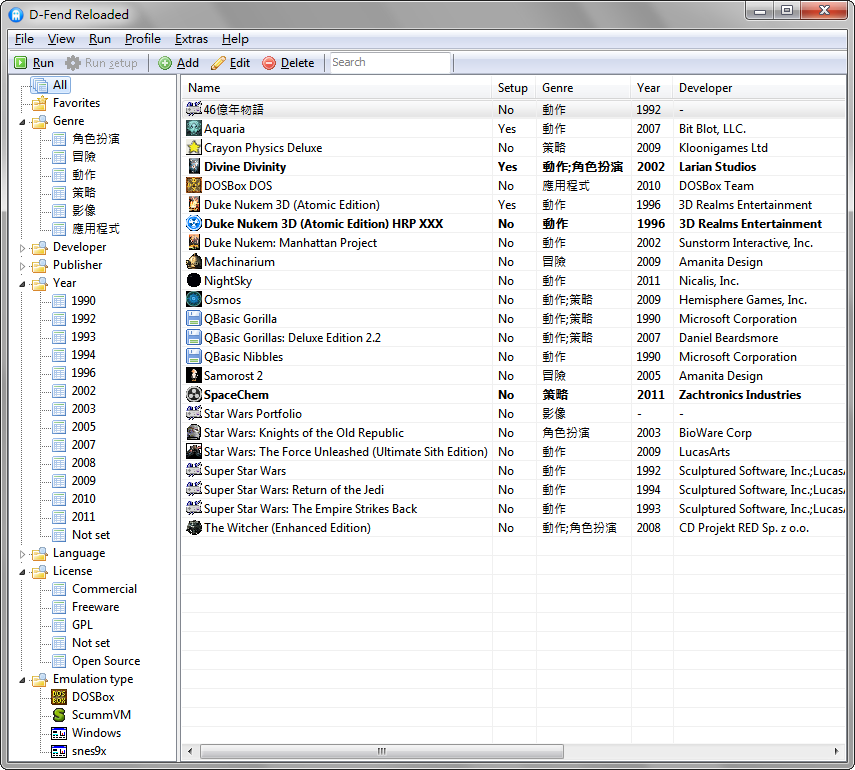 D-Fend Reloaded
File View Run Profile Extras Help
Run Run setup Add Edit Delete Search
All
Favorites
Genre
角色扮演
冒險
動作
策略
影像
應用程式
Developer
Publisher
Year
1990
1992
1993
1994
1996
2002
2003
2005
2007
2008
2009
2010
2011
Not set
Language
License
Commercial
Freeware
GPL
Not set
Open Source
Emulation type
DOSBox
ScummVM
Windows
snes9x
Name Setup Genre Year Developer
46億年物語 No 動作 1992 -
Aquaria Yes 動作 2007 Bit Blot, LLC.
Crayon Physics Deluxe No 策略 2009 Kloonigames Ltd
Divine Divinity Yes 動作;角色扮演 2002 Larian Studios
DOSBox DOS No 應用程式 2010 DOSBox Team
Duke Nukem 3D (Atomic Edition) Yes 動作 1996 3D Realms Entertainment
Duke Nukem 3D (Atomic Edition) HRP XXX No 動作 1996 3D Realms Entertainment
Duke Nukem: Manhattan Project No 動作 2002 Sunstorm Interactive, Inc.
Machinarium No 冒險 2009 Amanita Design
NightSky No 動作 2011 Nicalis, Inc.
Osmos No 動作;策略 2009 Hemisphere Games, Inc.
QBasic Gorilla No 動作;策略 1990 Microsoft Corporation
QBasic Gorillas: Deluxe Edition 2.2 No 動作;策略 2007 Daniel Beardsmore
QBasic Nibbles No 動作 1990 Microsoft Corporation
Samorost 2 No 冒險 2005 Amanita Design
SpaceChem No 策略 2011 Zachtronics Industries
Star Wars Portfolio No 影像 - -
Star Wars: Knights of the Old Republic No 角色扮演 2003 BioWare Corp
Star Wars: The Force Unleashed (Ultimate Sith Edition) No 動作 2009 LucasArts
Super Star Wars No 動作 1992 Sculptured Software, Inc.;LucasA
Super Star Wars: Return of the Jedi No 動作 1994 Sculptured Software, Inc.;LucasA
Super Star Wars: The Empire Strikes Back No 動作 1993 Sculptured Software, Inc.;LucasA
The Witcher (Enhanced Edition) No 動作;角色扮演 2008 CD Projekt RED Sp. z o.o.